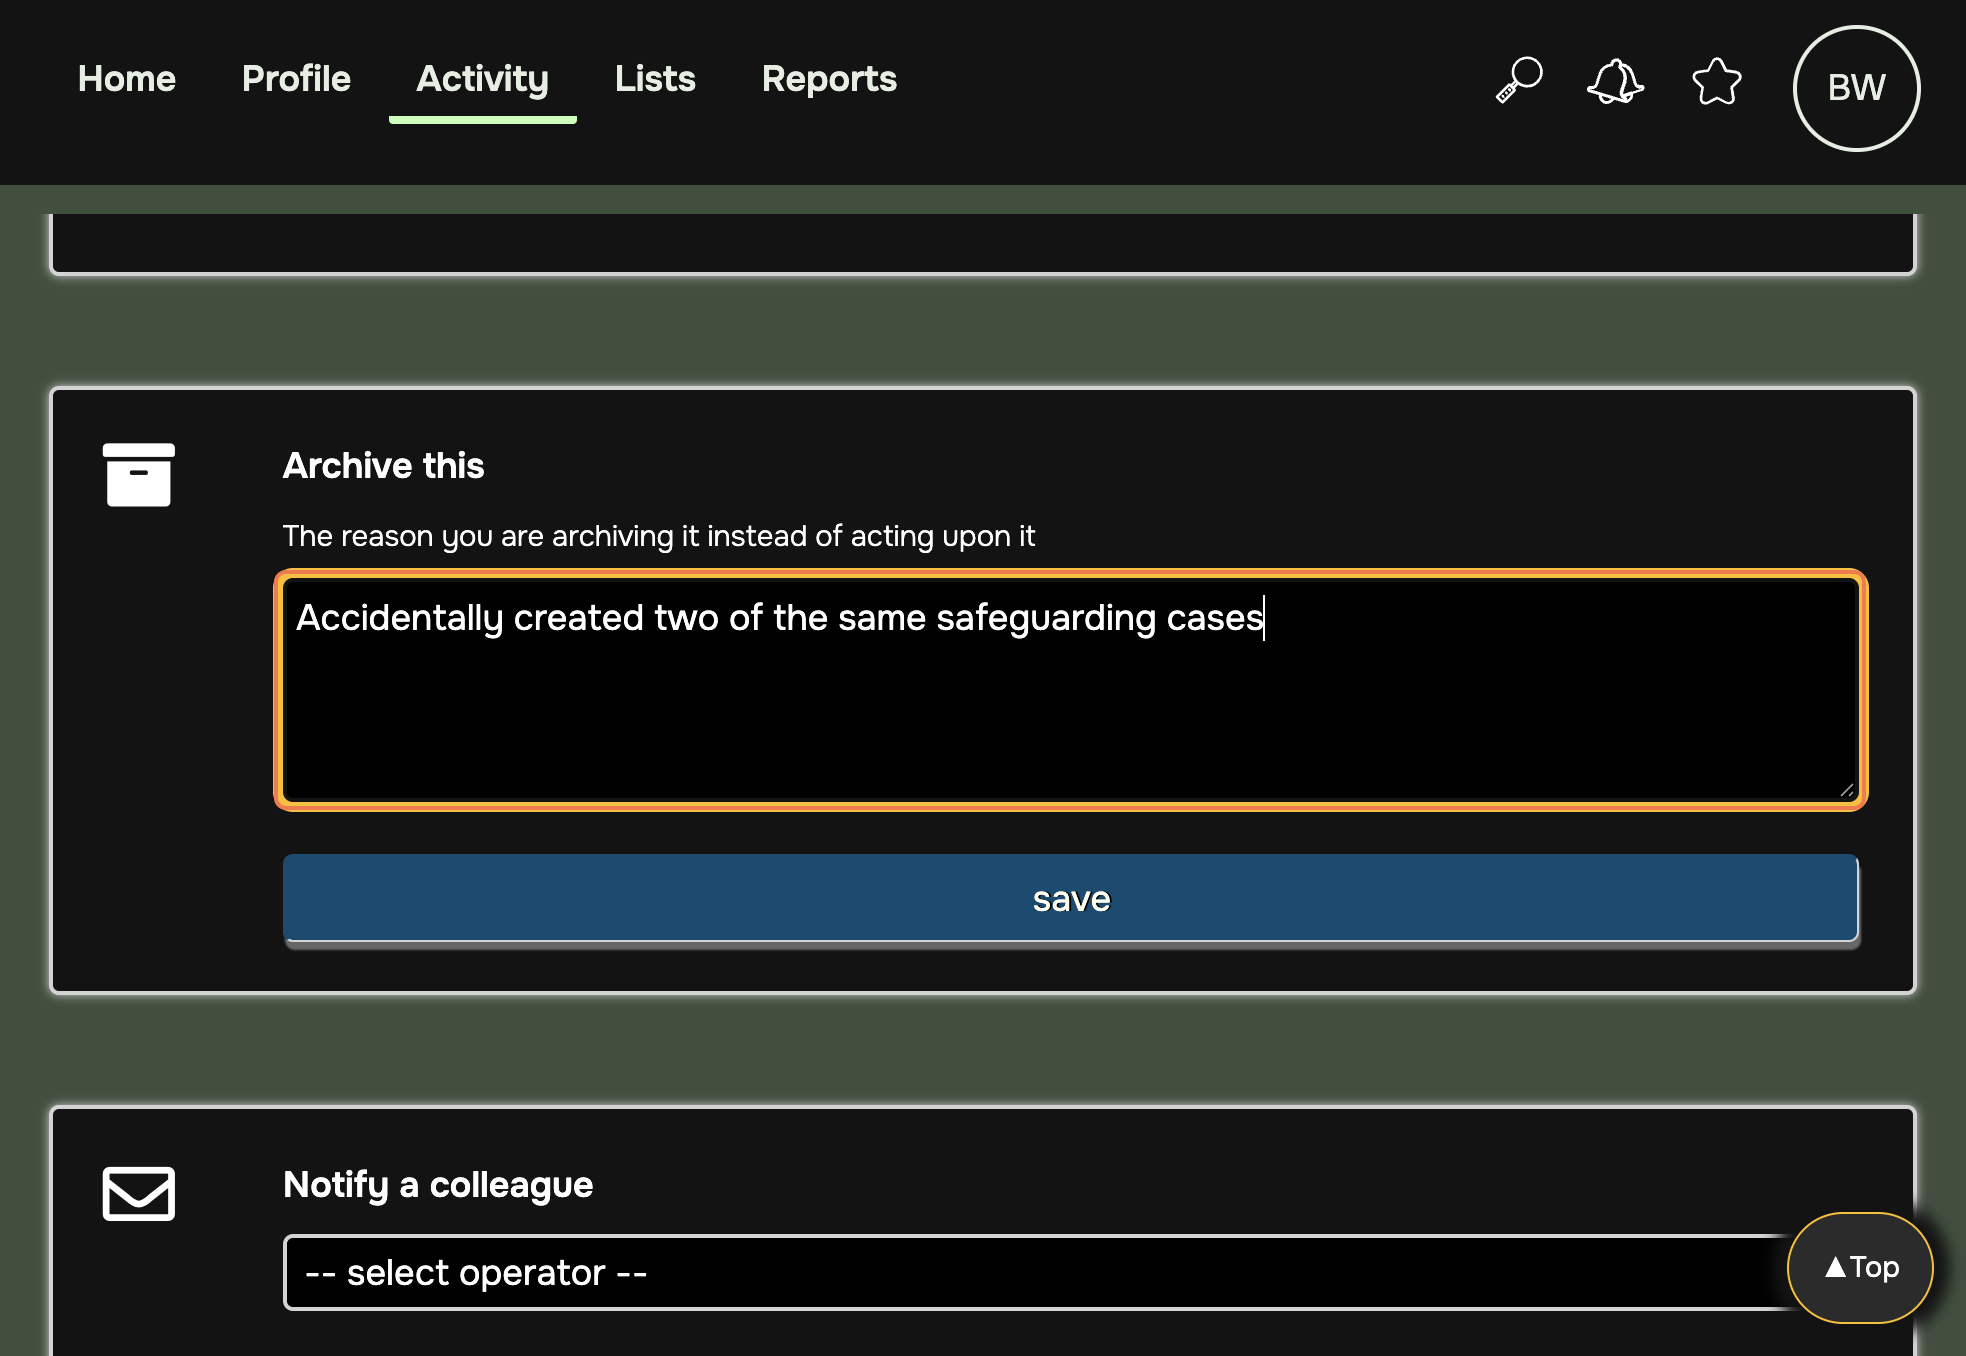 Home Profile Activity Lists Reports
BW
Archive this
The reason you are archiving it instead of acting upon it
Accidentally created two of the same safeguarding cases
save
Notify a colleague
-- select operator --
▲Top